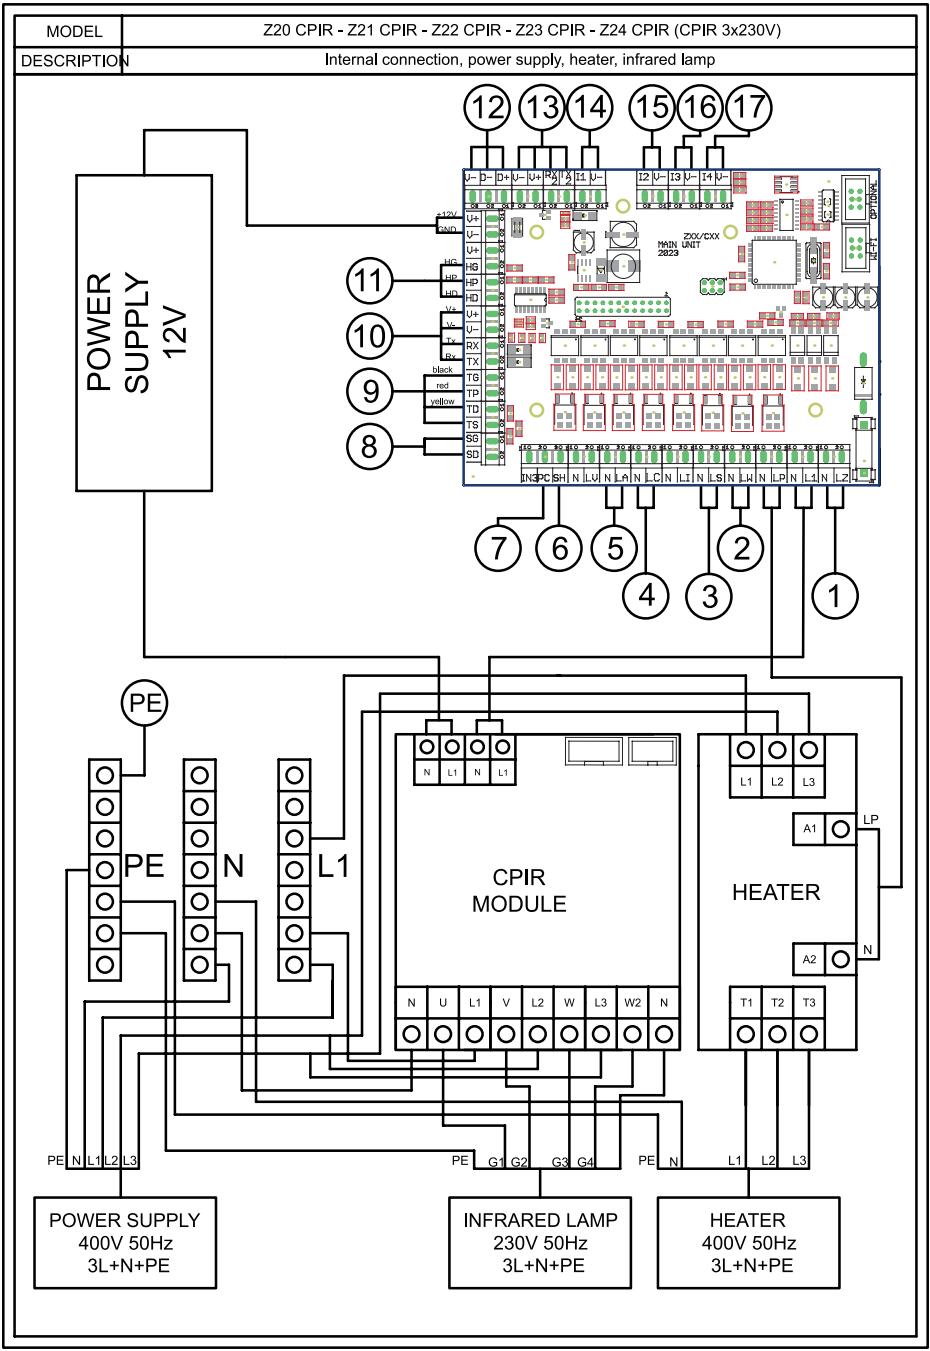 MODEL
Z20 CPIR - Z21 CPIR - Z22 CPIR - Z23 CPIR - Z24 CPIR (CPIR 3x230V)
DESCRIPTION
Internal connection, power supply, heater, infrared lamp
12 13 14 15 16 17
V- D- D+ V- V+ RX2 TX2 I1 V- I2 V- I3 V- I4 V-
POWER
SUPPLY
12V
+12V V+
GND V-
V+
HG HG
11 HP HP
HD HD
V+ V+
10 V- V-
Tx RX
Rx TX
black TG
9 red TP
yellow TD
TS
8 SG
SD
ZXX/CXX
MAIN UNIT
2023
OPTIONAL
WI-FI
IN3 PC SH N LV N LA N LC N LI N LS N LW N LP N L1 N LZ
7 6 5 2
4 3 1
PE
N L1 N L1
L1 L2 L3
PE N L1
A1 LP
CPIR
MODULE
HEATER
A2 N
N U L1 V L2 W L3 W2 N
T1 T2 T3
PE N L1 L2 L3
PE G1 G2 G3 G4
PE N L1 L2 L3
POWER SUPPLY
400V 50Hz
3L+N+PE
INFRARED LAMP
230V 50Hz
3L+N+PE
HEATER
400V 50Hz
3L+N+PE